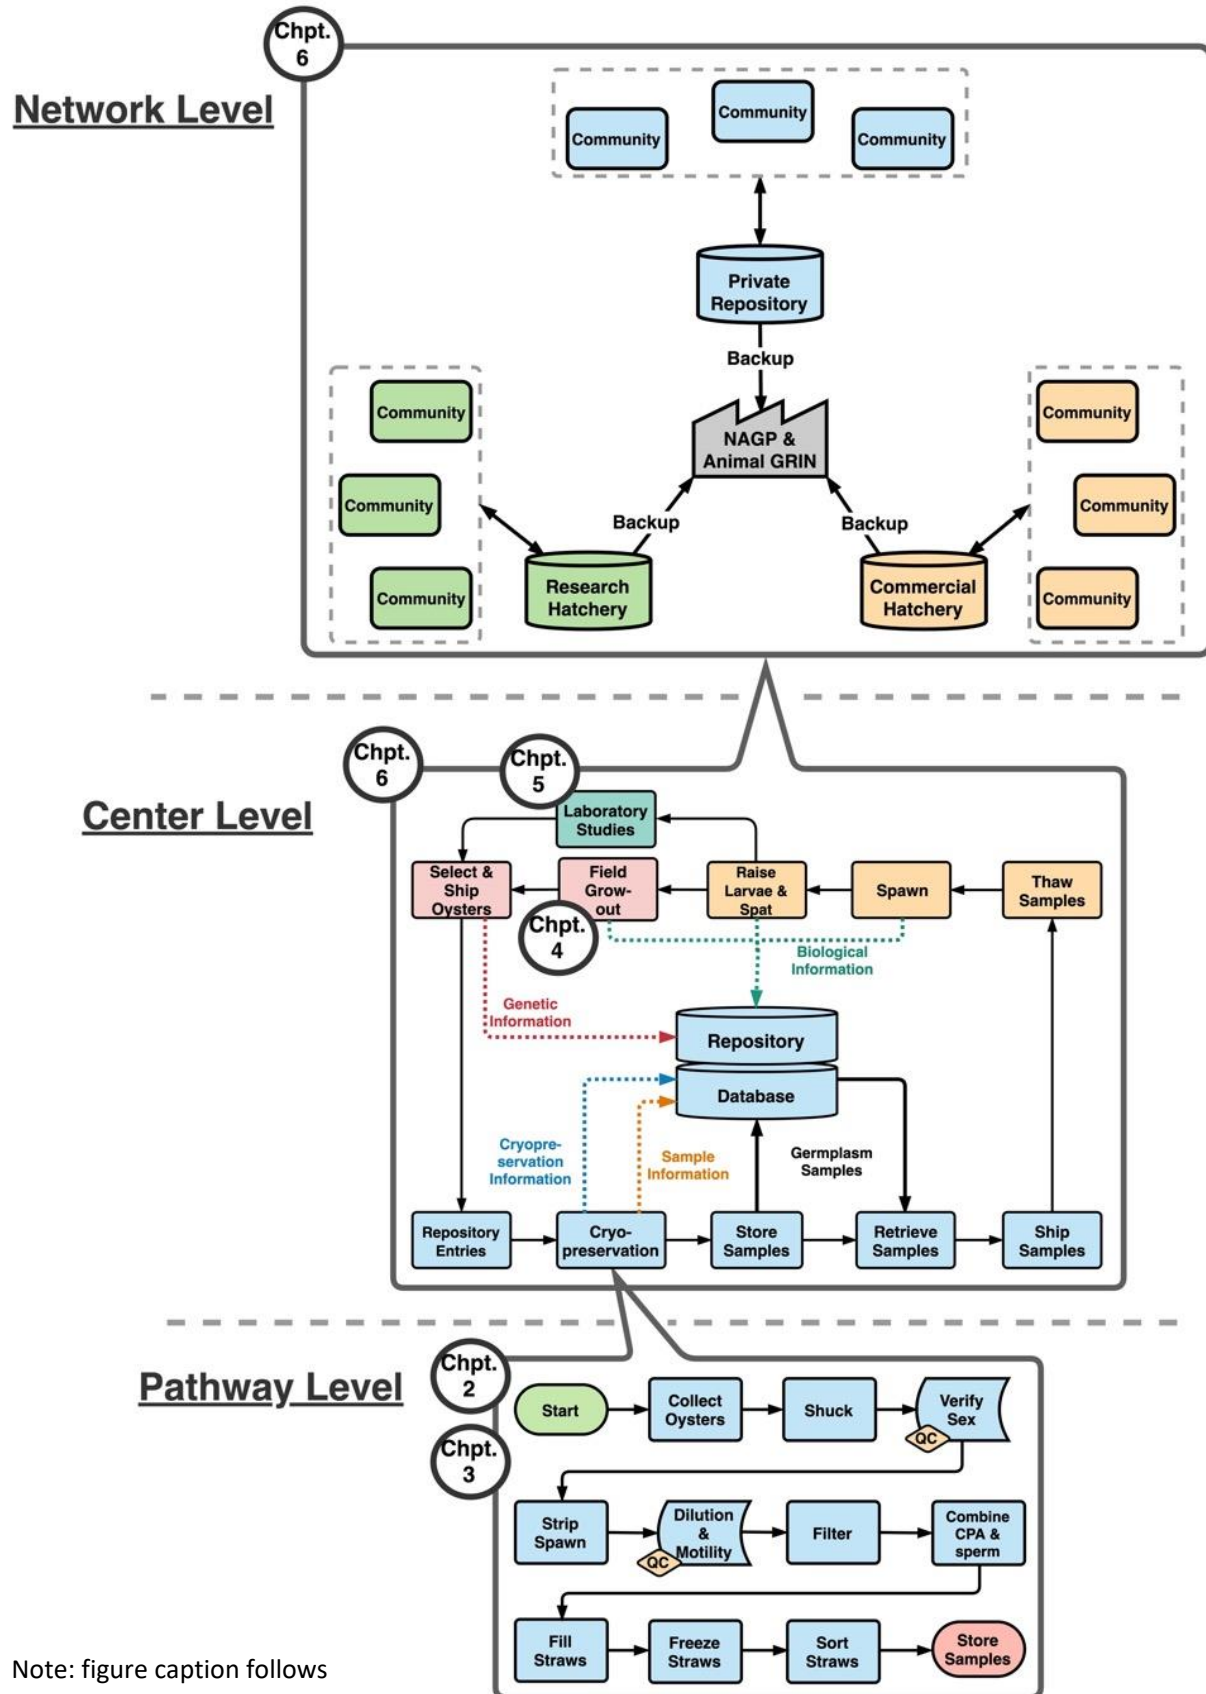 Chpt.
6
Network Level
Community
Community
Community
Private
Repository
Backup
NAGP &
Animal GRIN
Community
Community
Community
Community
Community
Community
Backup
Backup
Research
Hatchery
Commercial
Hatchery
Chpt.
6
Chpt.
5
Center Level
Laboratory
Studies
Select &
Ship
Oysters
Field
Grow-
out
Raise
Larvae &
Spat
Spawn
Thaw
Samples
Chpt.
4
Biological
Information
Genetic
Information
Repository
Database
Cryopre-
servation
Information
Sample
Information
Germplasm
Samples
Repository
Entries
Cryo-
preservation
Store
Samples
Retrieve
Samples
Ship
Samples
Pathway Level
Chpt.
2
Chpt.
3
Start
Collect
Oysters
Shuck
Verify
Sex
QC
Strip
Spawn
Dilution
&
Motility
QC
Filter
Combine
CPA &
sperm
Fill
Straws
Freeze
Straws
Sort
Straws
Store
Samples
Note: figure caption follows